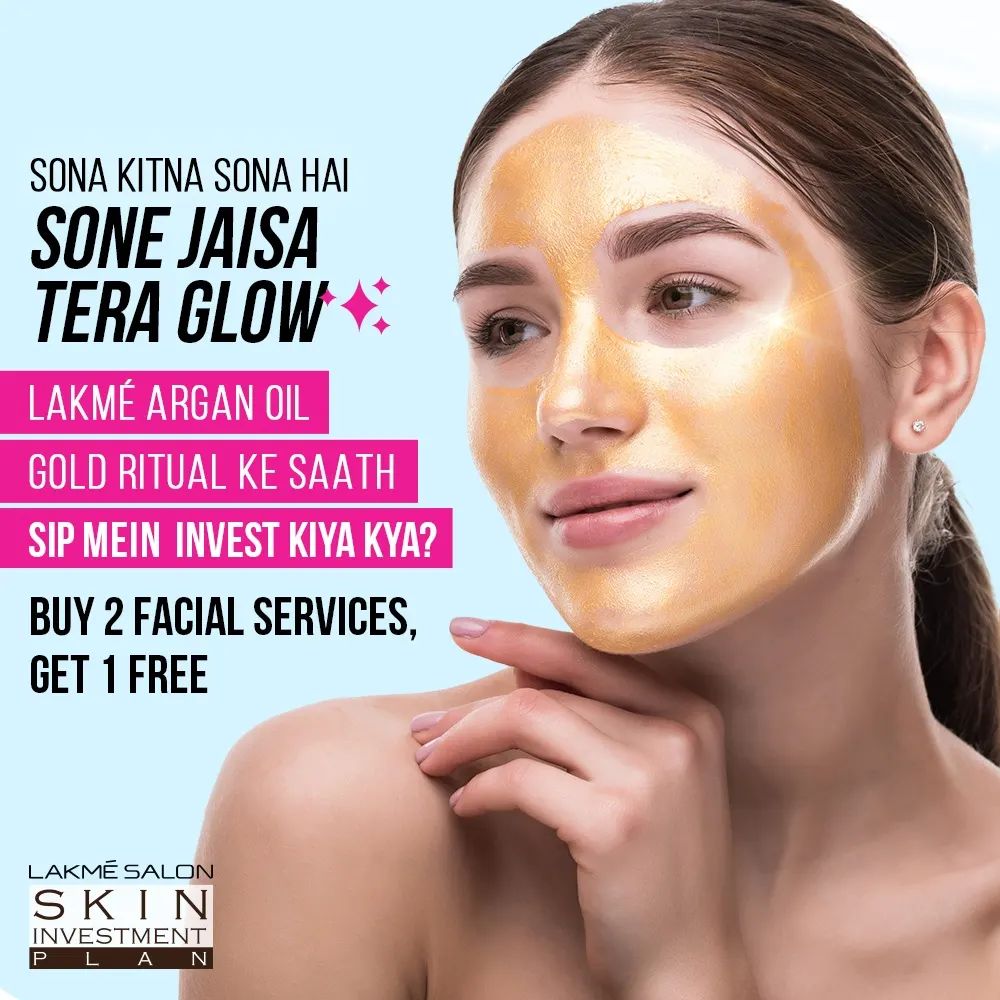 SONA KITNA SONA HAI
SONE JAISA
TERA GLOW
LAKMÉ ARGAN OIL
GOLD RITUAL KE SAATH
SIP MEIN INVEST KIYA KYA?
BUY 2 FACIAL SERVICES,
GET 1 FREE
LAKMÉ SALON
SKIN
INVESTMENT
PLAN